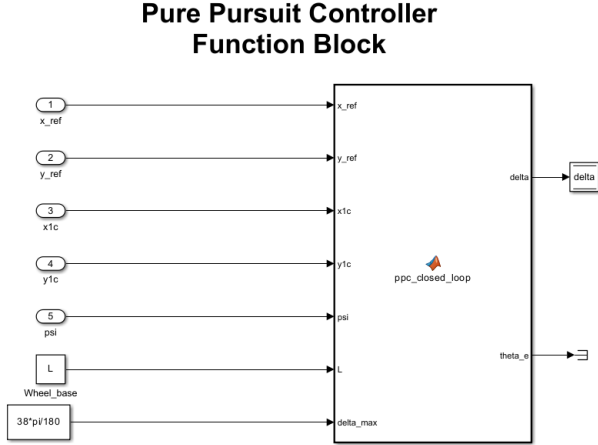 Pure Pursuit Controller
Function Block
1
x_ref
x_ref
2
y_ref
y_ref
delta
delta
3
x1c
x1c
4
y1c
y1c
ppc_closed_loop
5
psi
psi
theta_e
L
L
Wheel_base
38*pi/180
delta_max